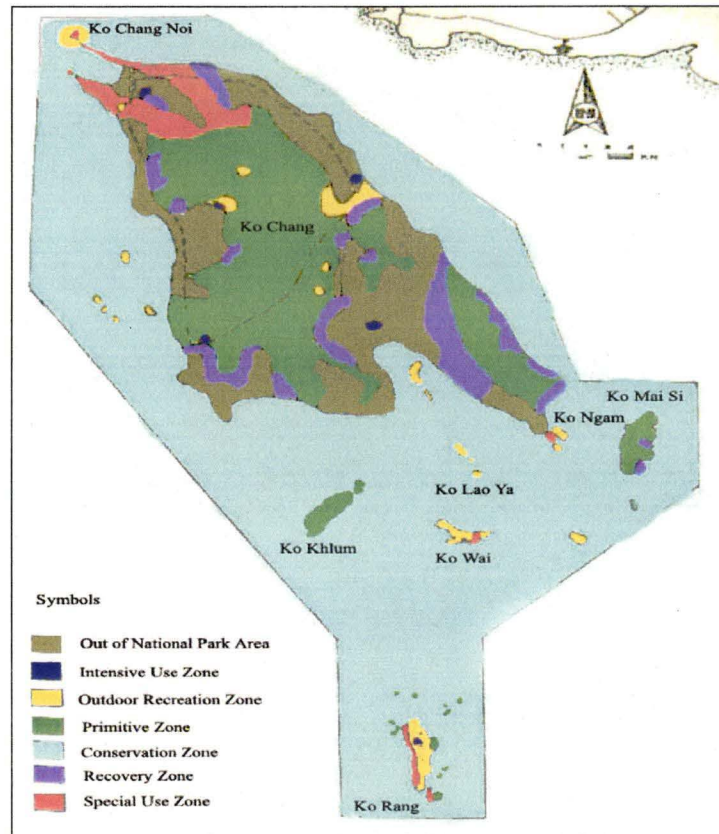 Ko Chang Noi
Ko Chang
Ko Mai Si
Ko Ngam
Ko Lao Ya
Ko Khlum
Ko Wai
Symbols
Out of National Park Area
Intensive Use Zone
Outdoor Recreation Zone
Primitive Zone
Conservation Zone
Recovery Zone
Special Use Zone
Ko Rang